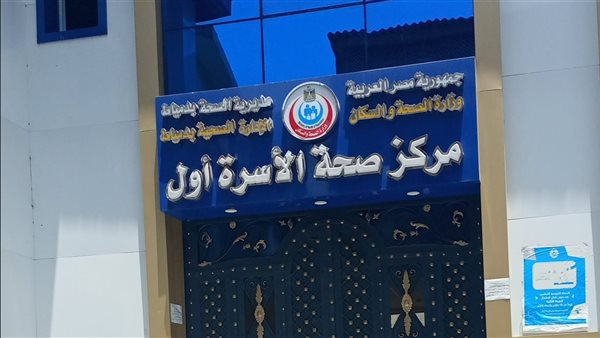 جمهورية مصر العربية
وزارة الصحة والسكان
مديرية الصحة بدمياط
الإدارة الصحية بدمياط
مركز صحة الأسرة أول